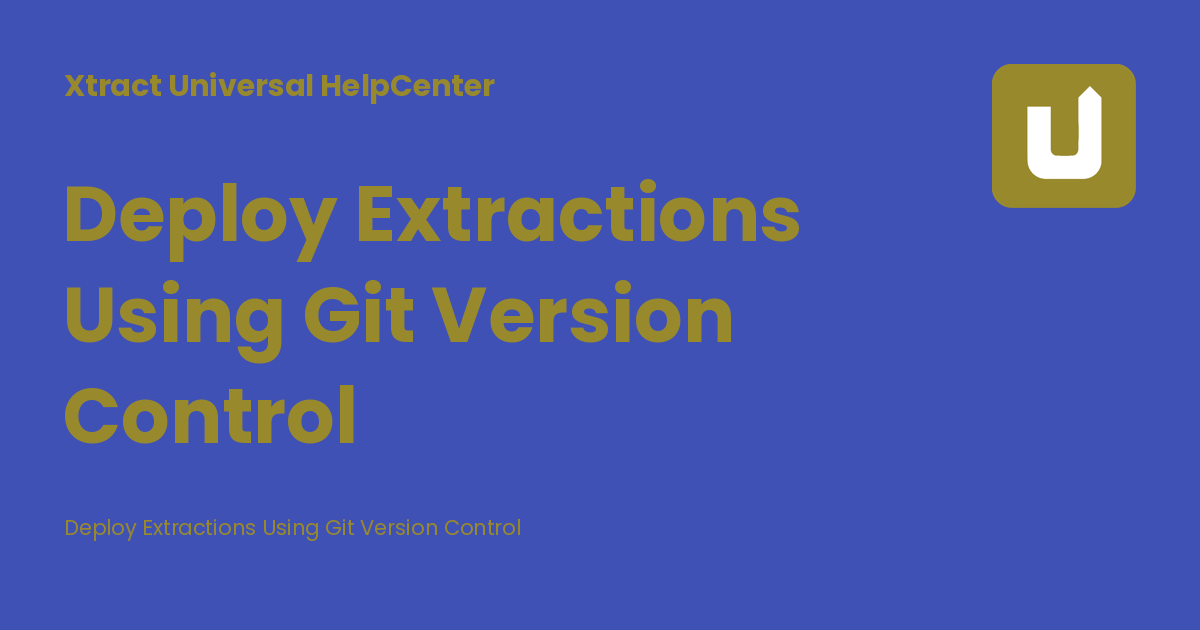 Xtract Universal HelpCenter
Deploy Extractions
Using Git Version
Control
Deploy Extractions Using Git Version Control